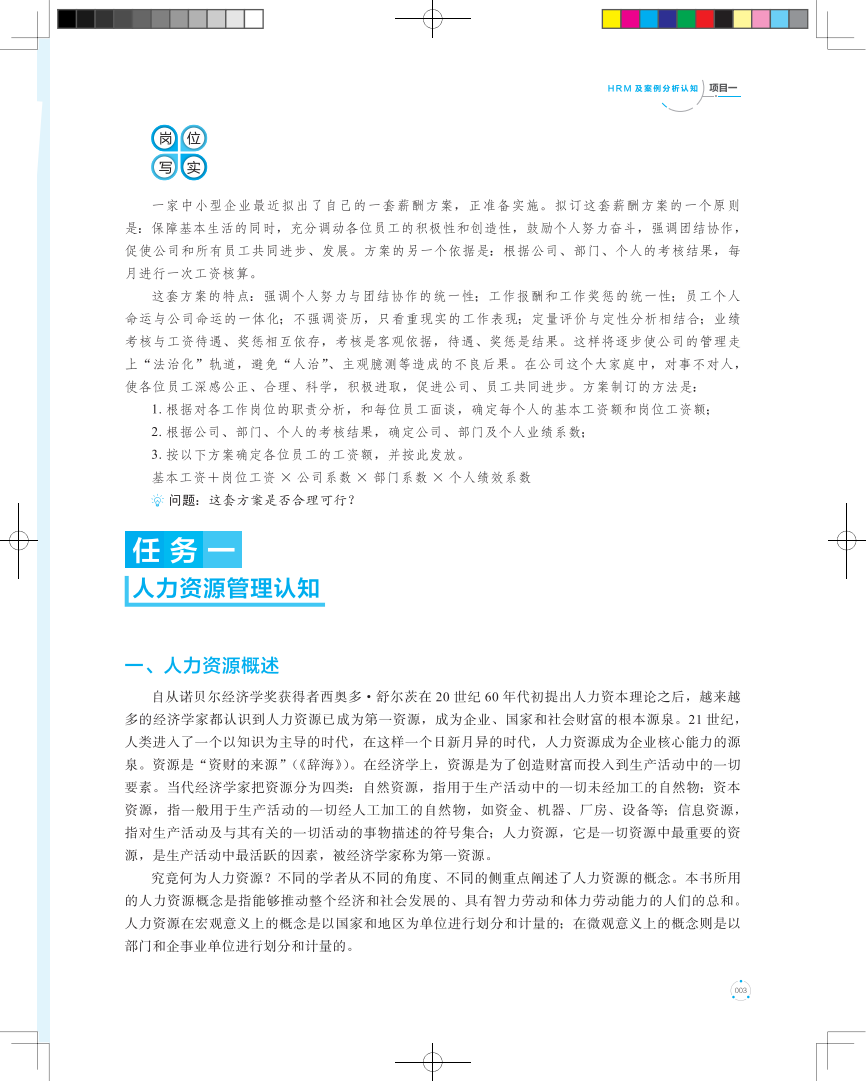 HRM 及案例分析认知 项目一
岗 位
写 实
一家中小型企业最近拟出了自己的一套薪酬方案，正准备实施。拟订这套薪酬方案的一个原则
是：保障基本生活的同时，充分调动各位员工的积极性和创造性，鼓励个人努力奋斗，强调团结协作，
促使公司和所有员工共同进步、发展。方案的另一个依据是：根据公司、部门、个人的考核结果，每
月进行一次工资核算。
这套方案的特点：强调个人努力与团结协作的统一性；工作报酬和工作奖惩的统一性；员工个人
命运与公司命运的一体化；不强调资历，只看重现实的工作表现；定量评价与定性分析相结合；业绩
考核与工资待遇、奖惩相互依存，考核是客观依据，待遇、奖惩是结果。这样将逐步使公司的管理走
上“法治化”轨道，避免“人治”、主观臆测等造成的不良后果。在公司这个大家庭中，对事不对人，
使各位员工深感公正、合理、科学，积极进取，促进公司、员工共同进步。方案制订的方法是：
1. 根据对各工作岗位的职责分析，和每位员工面谈，确定每个人的基本工资额和岗位工资额；
2. 根据公司、部门、个人的考核结果，确定公司、部门及个人业绩系数；
3. 按以下方案确定各位员工的工资额，并按此发放。
基本工资＋岗位工资 × 公司系数 × 部门系数 × 个人绩效系数
问题：这套方案是否合理可行？
任务一
人力资源管理认知
一、人力资源概述
自从诺贝尔经济学奖获得者西奥多·舒尔茨在 20 世纪 60 年代初提出人力资本理论之后，越来越
多的经济学家都认识到人力资源已成为第一资源，成为企业、国家和社会财富的根本源泉。21 世纪，
人类进入了一个以知识为主导的时代，在这样一个日新月异的时代，人力资源成为企业核心能力的源
泉。资源是“资财的来源”（《辞海》）。在经济学上，资源是为了创造财富而投入到生产活动中的一切
要素。当代经济学家把资源分为四类：自然资源，指用于生产活动中的一切未经加工的自然物；资本
资源，指一般用于生产活动的一切经人工加工的自然物，如资金、机器、厂房、设备等；信息资源，
指对生产活动及与其有关的一切活动的事物描述的符号集合；人力资源，它是一切资源中最重要的资
源，是生产活动中最活跃的因素，被经济学家称为第一资源。
究竟何为人力资源？不同的学者从不同的角度、不同的侧重点阐述了人力资源的概念。本书所用
的人力资源概念是指能够推动整个经济和社会发展的、具有智力劳动和体力劳动能力的人们的总和。
人力资源在宏观意义上的概念是以国家和地区为单位进行划分和计量的；在微观意义上的概念则是以
部门和企事业单位进行划分和计量的。
003